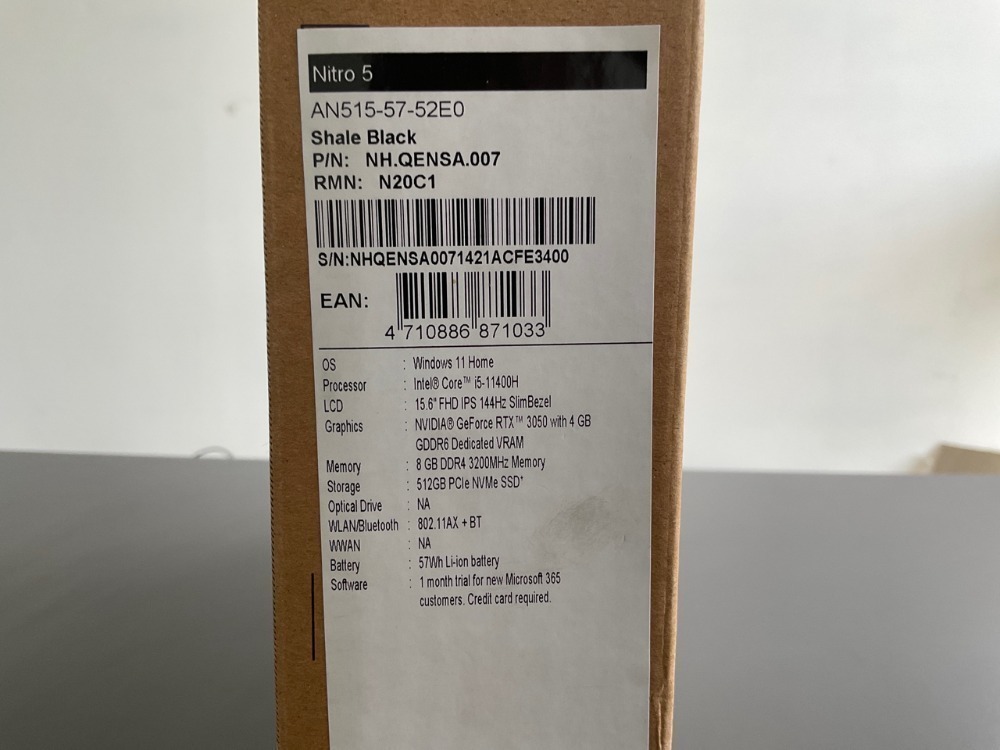 Nitro 5
AN515-57-52E0
Shale Black
P/N: NH.QENSA.007
RMN: N20C1
S/N:NHQENSA0071421ACFE3400
EAN:
4 710886 871033
OS : Windows 11 Home
Processor : Intel® Core™ i5-11400H
LCD : 15.6" FHD IPS 144Hz SlimBezel
Graphics : NVIDIA® GeForce RTX™ 3050 with 4 GB
GDDR6 Dedicated VRAM
Memory : 8 GB DDR4 3200MHz Memory
Storage : 512GB PCIe NVMe SSD*
Optical Drive : NA
WLAN/Bluetooth : 802.11AX + BT
WWAN : NA
Battery : 57Wh Li-ion battery
Software : 1 month trial for new Microsoft 365
customers. Credit card required.